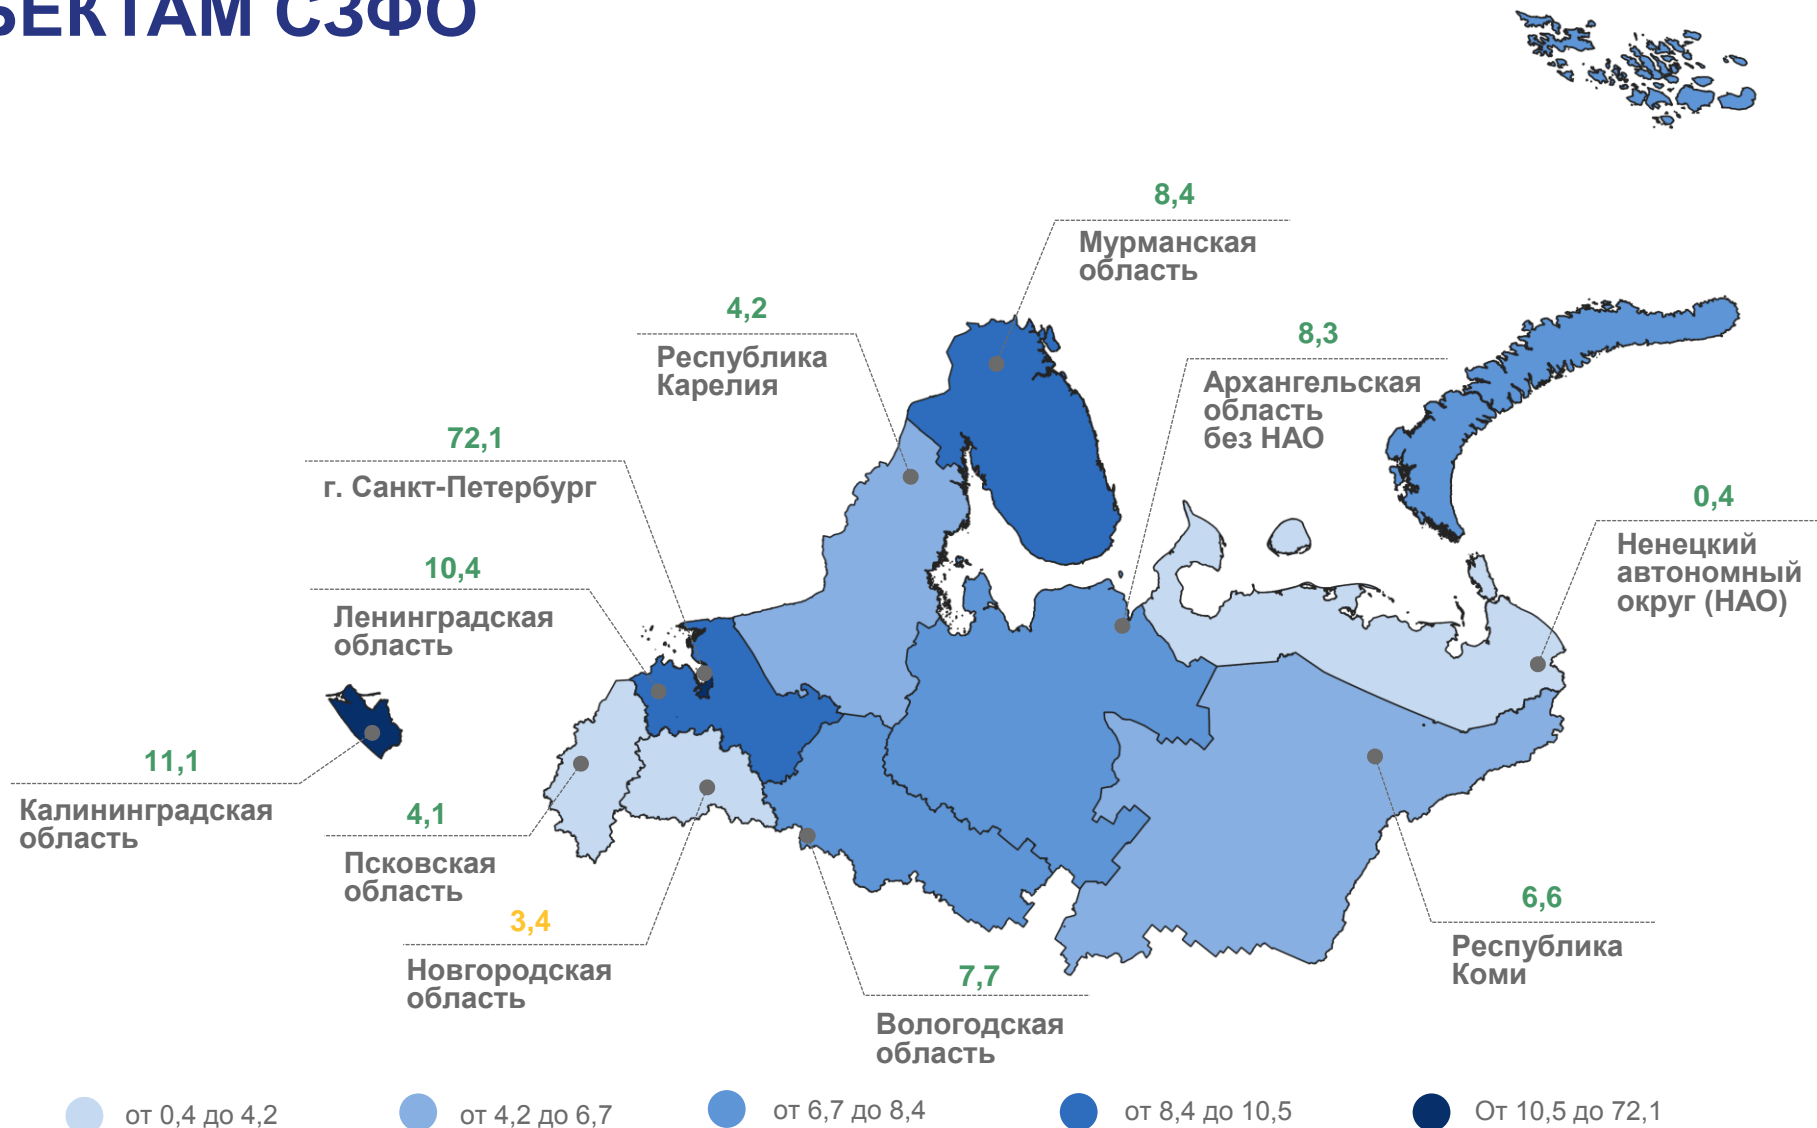 БЕКТАМ СЗФО
8,4
Мурманская
область
4,2
Республика
Карелия
8,3
Архангельская
область
без НАО
72,1
г. Санкт-Петербург
0,4
Ненецкий
автономный
округ (НАО)
10,4
Ленинградская
область
11,1
Калининградская
область
4,1
Псковская
область
3,4
Новгородская
область
7,7
Вологодская
область
6,6
Республика
Коми
от 0,4 до 4,2
от 4,2 до 6,7
от 6,7 до 8,4
от 8,4 до 10,5
От 10,5 до 72,1